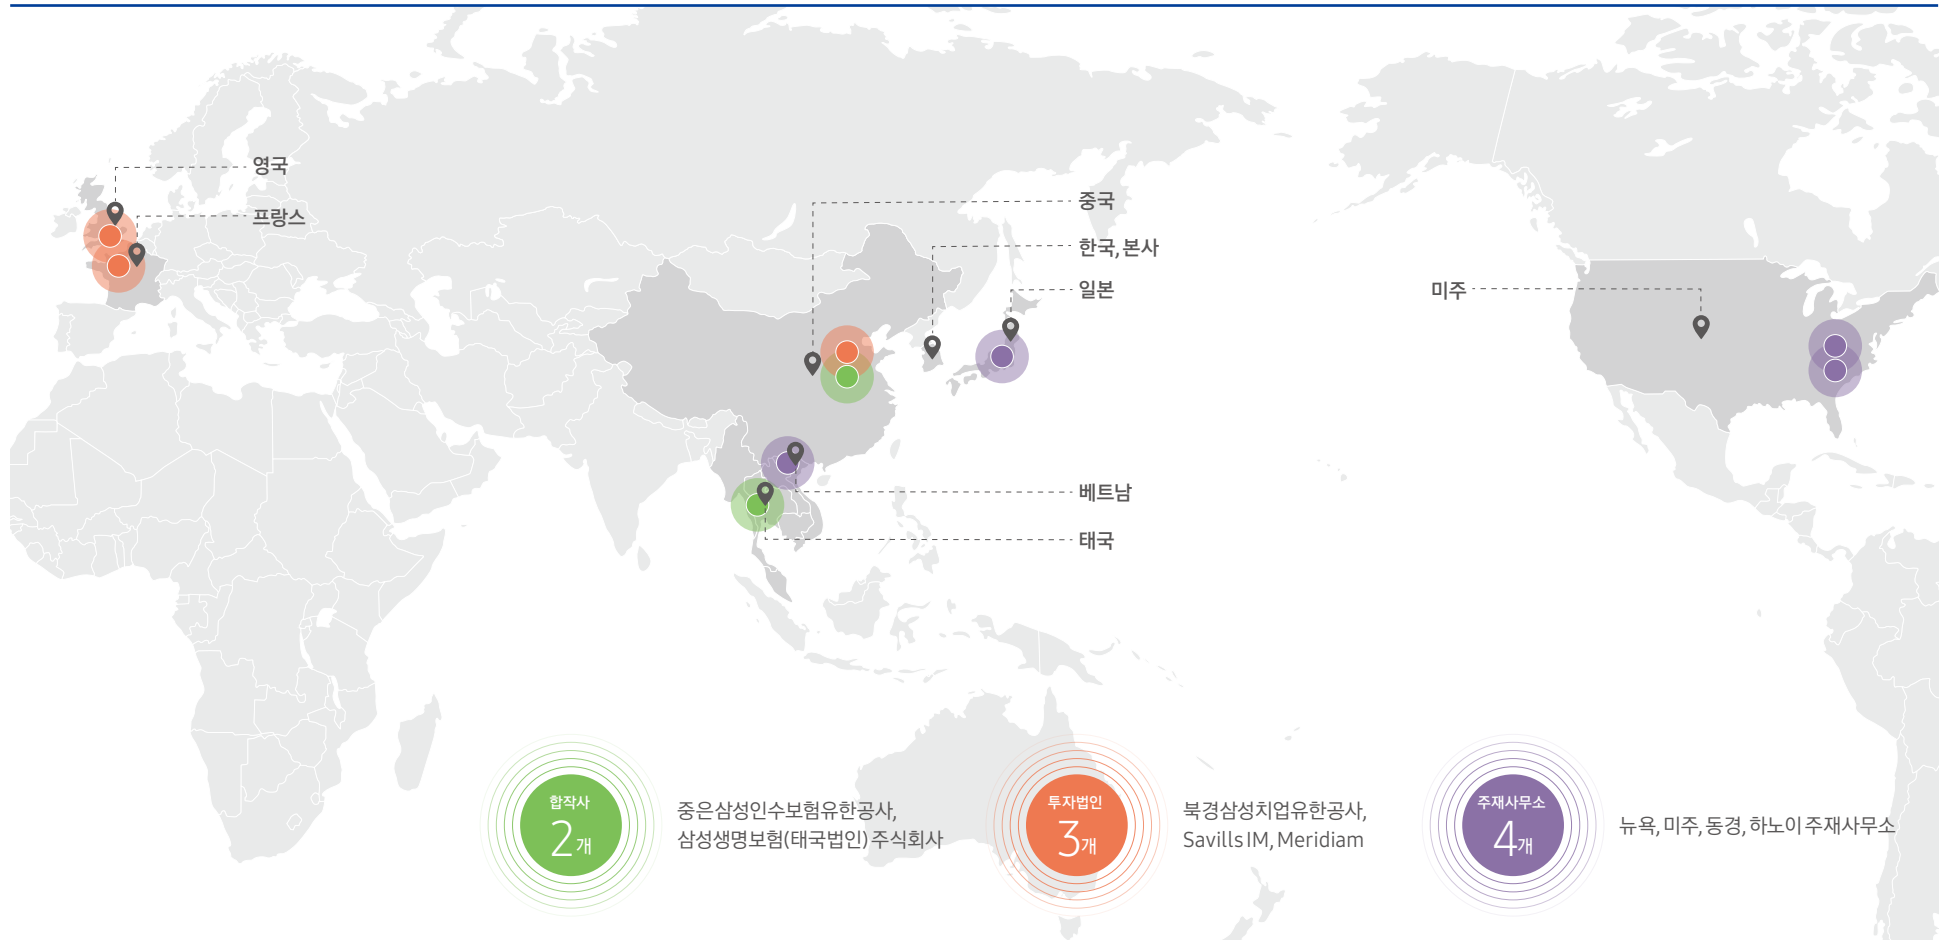 영국
프랑스
중국
한국, 본사
일본
미주
베트남
태국
합작사
2개
중은삼성인수보험유한공사,
삼성생명보험(태국법인) 주식회사
투자법인
3개
북경삼성치업유한공사,
Savills IM, Meridiam
주재사무소
4개
뉴욕, 미주, 동경, 하노이 주재사무소